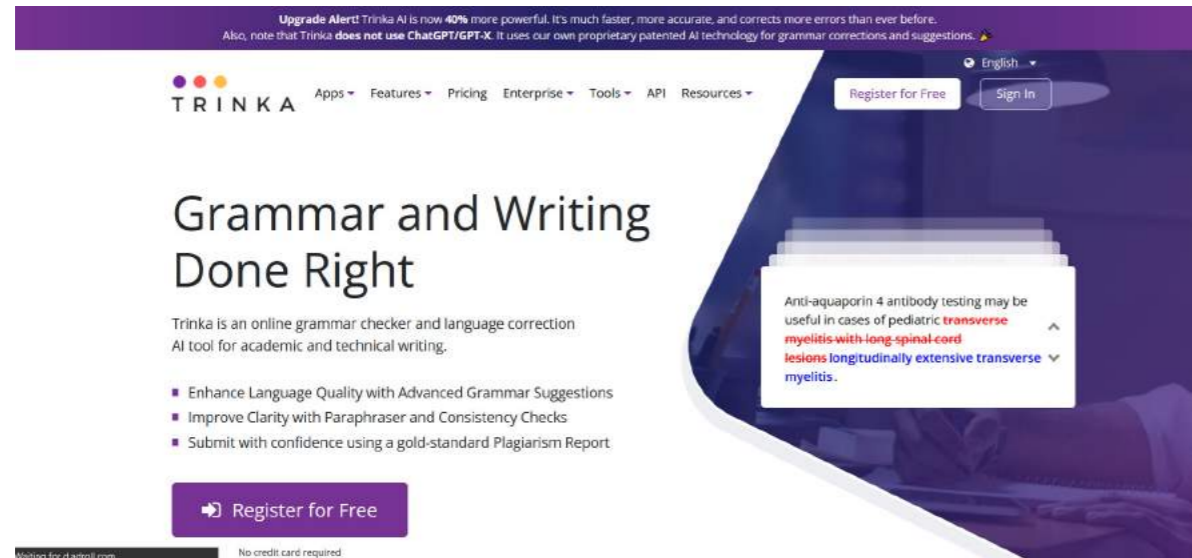 Upgrade Alert! Trinka AI is now 40% more powerful. It's much faster, more accurate, and corrects more errors than ever before.
Also, note that Trinka does not use ChatGPT/GPT-X. It uses our own proprietary patented AI technology for grammar corrections and suggestions.
English
TRINKA
Apps
Features
Pricing
Enterprise
Tools
API
Resources
Register for Free
Sign In
Grammar and Writing
Done Right
Trinka is an online grammar checker and language correction
AI tool for academic and technical writing.
Enhance Language Quality with Advanced Grammar Suggestions
Improve Clarity with Paraphraser and Consistency Checks
Submit with confidence using a gold-standard Plagiarism Report
Anti-aquaporin 4 antibody testing may be
useful in cases of pediatric transverse
myelitis with long spinal cord
lesions longitudinally extensive transverse
myelitis.
Register for Free
No credit card required
Waiting for d.adroll.com